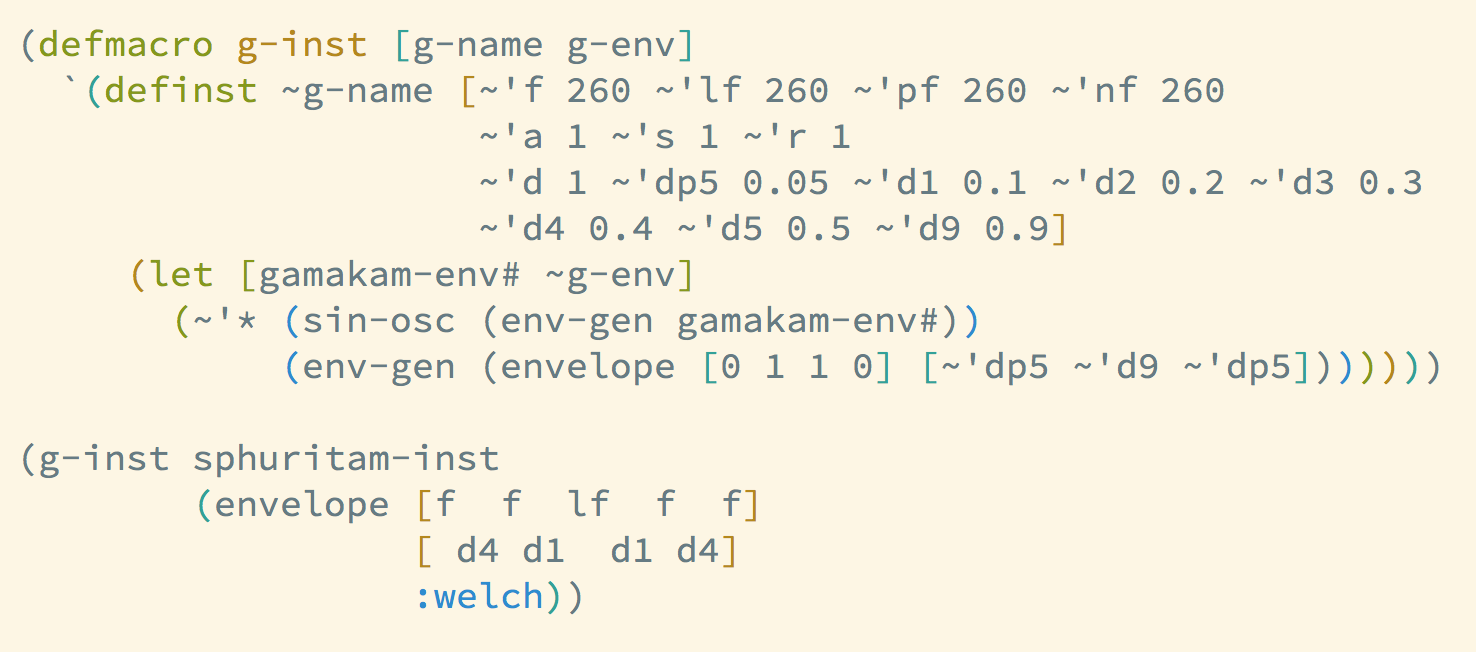 (defmacro g-inst [g-name g-env]
  `(definst ~g-name [~'f 260 ~'lf 260 ~'pf 260 ~'nf 260
                     ~'a 1 ~'s 1 ~'r 1
                     ~'d 1 ~'dp5 0.05 ~'d1 0.1 ~'d2 0.2 ~'d3 0.3
                     ~'d4 0.4 ~'d5 0.5 ~'d9 0.9]
     (let [gamakam-env# ~g-env]
       (~'* (sin-osc (env-gen gamakam-env#))
            (env-gen (envelope [0 1 1 0] [~'dp5 ~'d9 ~'dp5]))))))
(g-inst sphuritam-inst
        (envelope [f  f  lf  f  f]
                  [ d4 d1  d1 d4]
                  :welch))